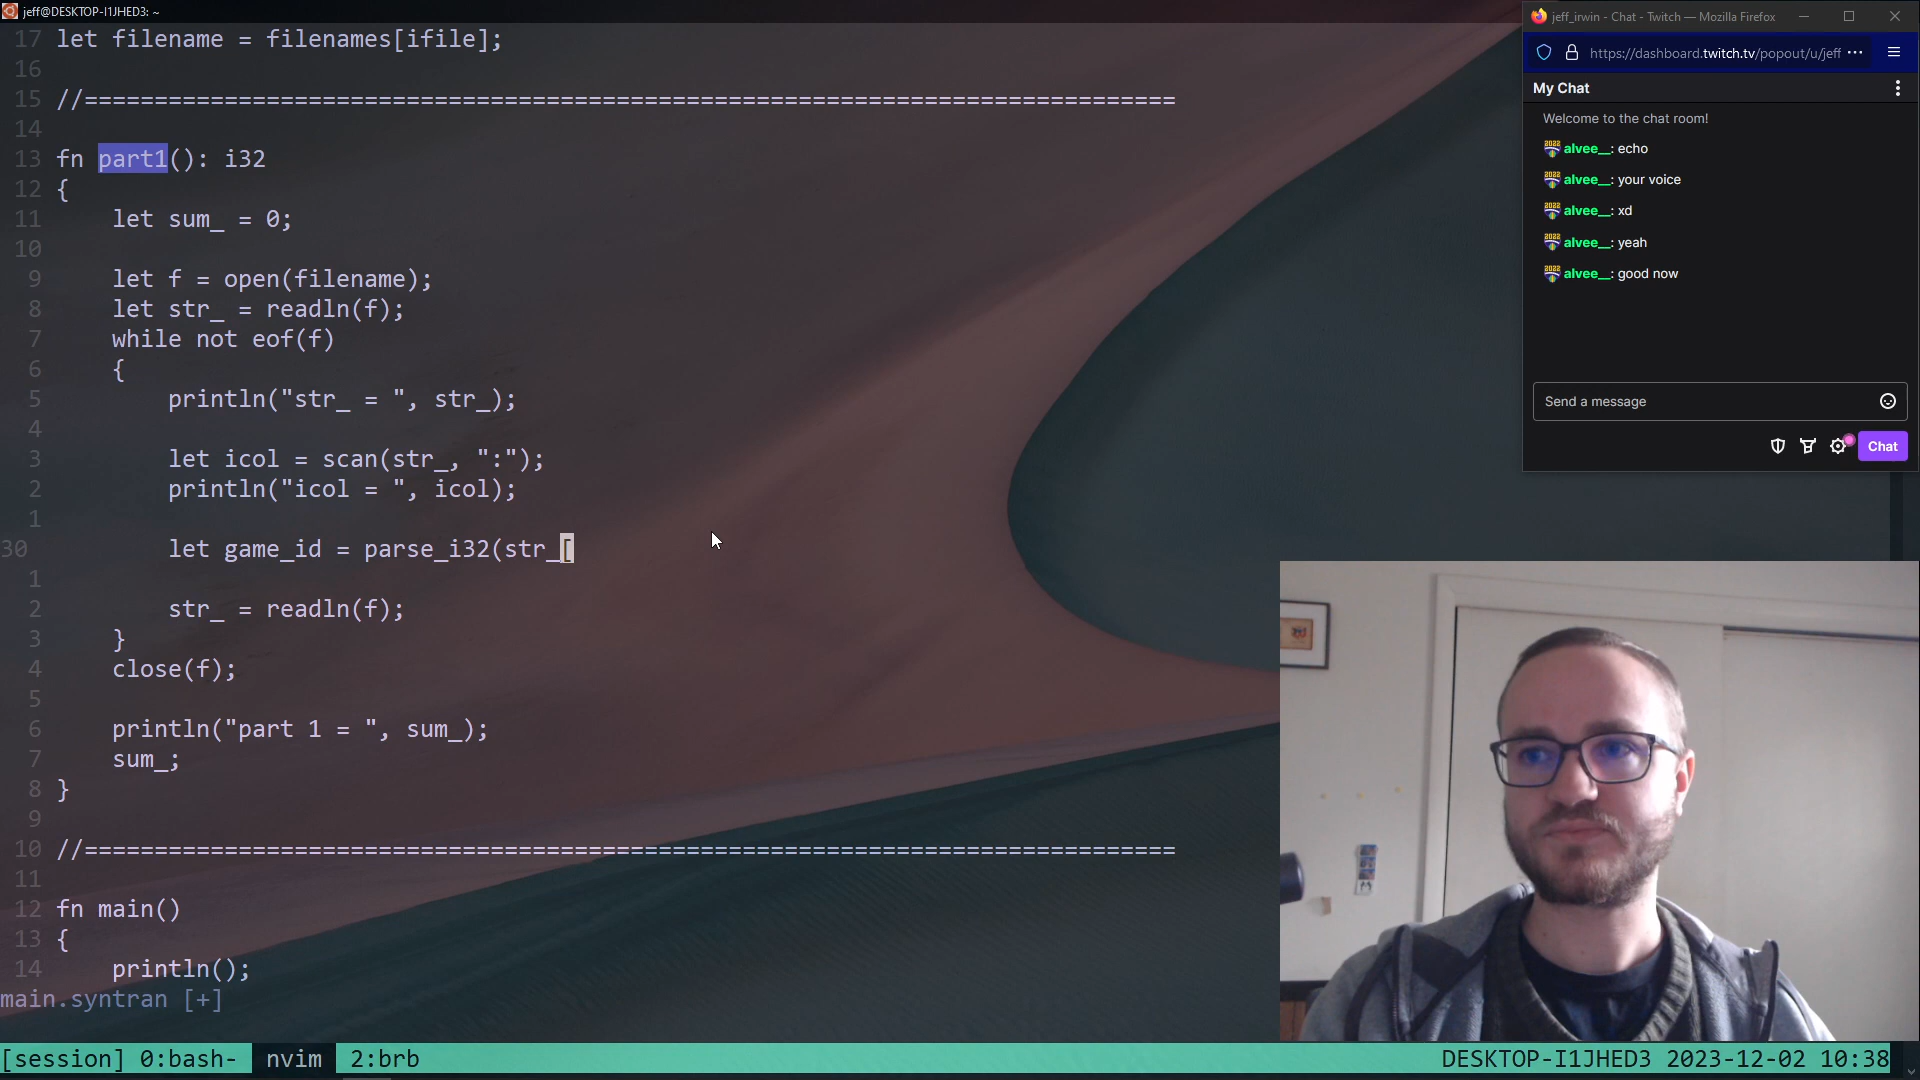 jeff@DESKTOP-I1JHED3: ~
17 let filename = filenames[ifile];
16
15 //==============================================================================
14
13 fn part1(): i32
12 {
11 let sum_ = 0;
10
9 let f = open(filename);
8 let str_ = readln(f);
7 while not eof(f)
6 {
5 println("str_ = ", str_);
4
3 let icol = scan(str_, ":");
2 println("icol = ", icol);
1
30 let game_id = parse_i32(str_[
1
2 str_ = readln(f);
3 }
4 close(f);
5
6 println("part 1 = ", sum_);
7 sum_;
8 }
9
10 //==============================================================================
11
12 fn main()
13 {
14 println();
main.syntran [+]
[session] 0:bash- nvim 2:brb
DESKTOP-I1JHED3 2023-12-02 10:38
jeff_irwin - Chat - Twitch — Mozilla Firefox
https://dashboard.twitch.tv/popout/u/jeff
My Chat
Welcome to the chat room!
alvee__: echo
alvee__: your voice
alvee__: xd
alvee__: yeah
alvee__: good now
Send a message
Chat